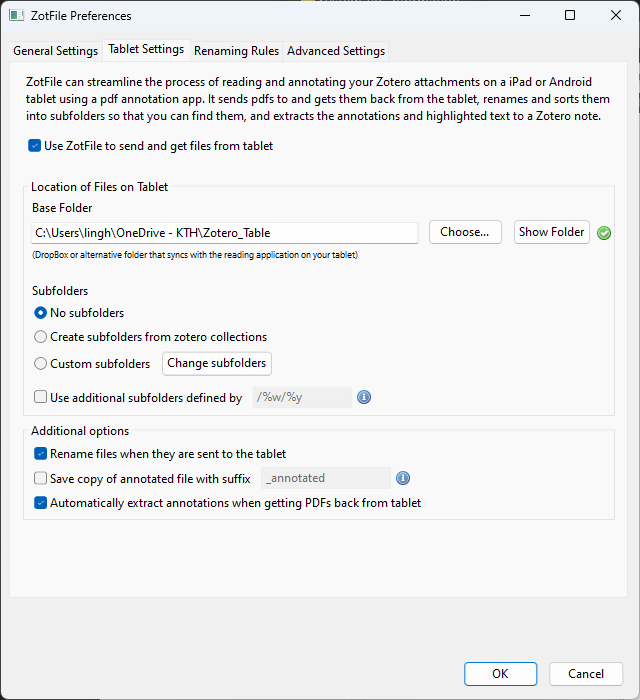 ZotFile Preferences
General Settings Tablet Settings Renaming Rules Advanced Settings
ZotFile can streamline the process of reading and annotating your Zotero attachments on a iPad or Android
tablet using a pdf annotation app. It sends pdfs to and gets them back from the tablet, renames and sorts them
into subfolders so that you can find them, and extracts the annotations and highlighted text to a Zotero note.
Use ZotFile to send and get files from tablet
Location of Files on Tablet
Base Folder
C:\Users\lingh\OneDrive - KTH\Zotero_Table Choose... Show Folder
(DropBox or alternative folder that syncs with the reading application on your tablet)
Subfolders
No subfolders
Create subfolders from zotero collections
Custom subfolders Change subfolders
Use additional subfolders defined by /%w/%y
Additional options
Rename files when they are sent to the tablet
Save copy of annotated file with suffix _annotated
Automatically extract annotations when getting PDFs back from tablet
OK Cancel